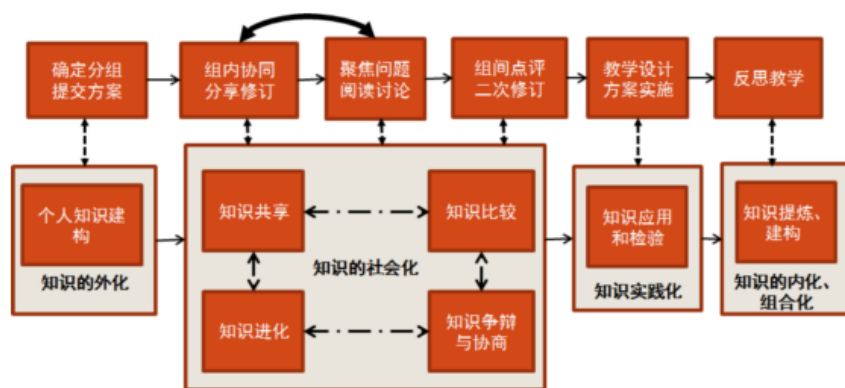 确定分组
提交方案
组内协同
分享修订
聚焦问题
阅读讨论
组间点评
二次修订
教学设计
方案实施
反思教学
个人知识建
构
知识的外化
知识共享
知识比较
知识的社会化
知识进化
知识争辩
与协商
知识应用
和检验
知识实践化
知识提炼、
建构
知识的内化、
组合化